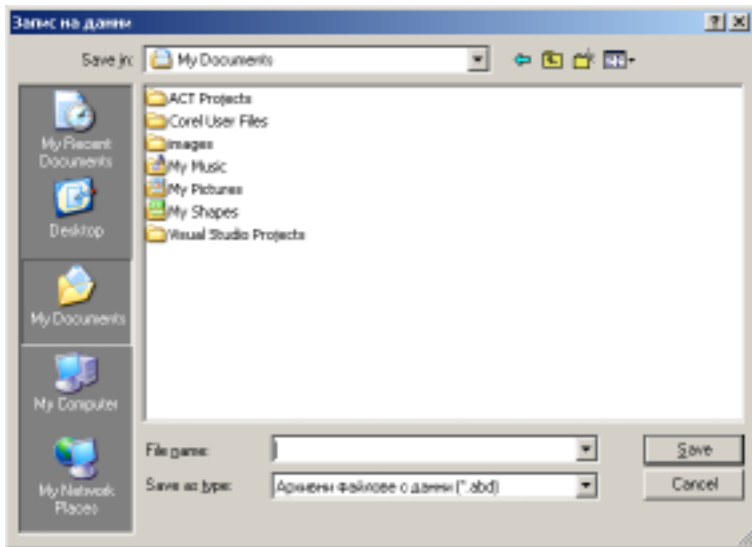 Запис на данни
Save in: My Documents
My Recent
Documents
Desktop
My Documents
My Computer
My Network
Places
ACT Projects
Corel User Files
images
My Music
My Pictures
My Shapes
Visual Studio Projects
File name:
Save
Save as type: Архивни файлове с данни (*.abd)
Cancel